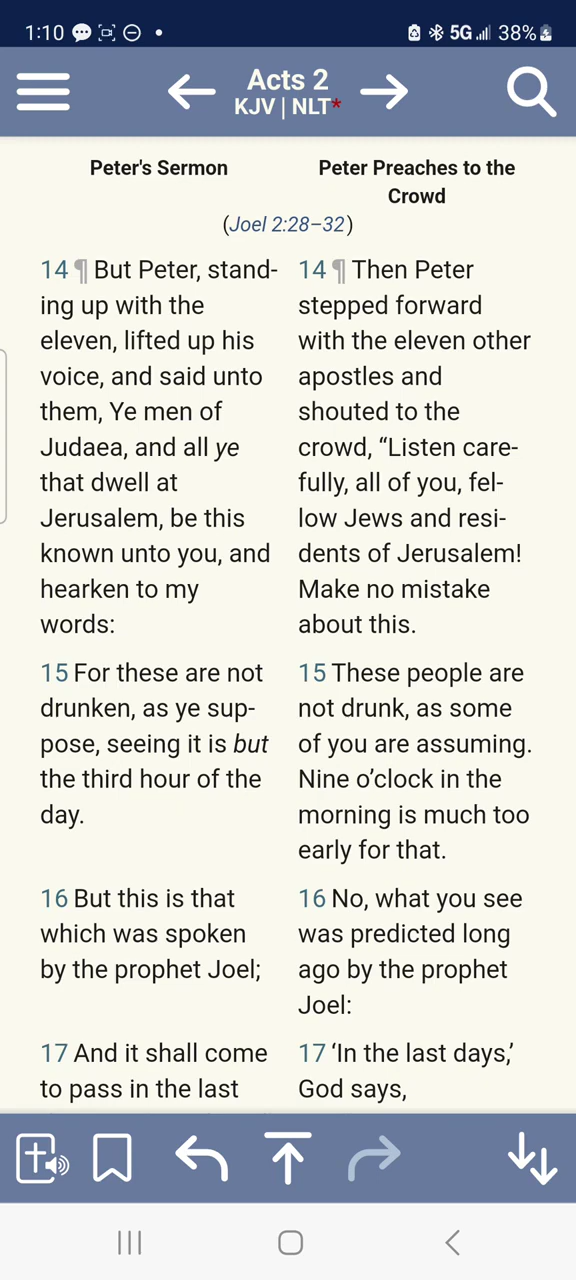 1:10 5G 38%
Acts 2
KJV | NLT*
Peter's Sermon
Peter Preaches to the
Crowd
(Joel 2:28–32)
14 ¶ But Peter, stand-
ing up with the
eleven, lifted up his
voice, and said unto
them, Ye men of
Judaea, and all ye
that dwell at
Jerusalem, be this
known unto you, and
hearken to my
words:
15 For these are not
drunken, as ye sup-
pose, seeing it is but
the third hour of the
day.
16 But this is that
which was spoken
by the prophet Joel;
17 And it shall come
to pass in the last
14 ¶ Then Peter
stepped forward
with the eleven other
apostles and
shouted to the
crowd, “Listen care-
fully, all of you, fel-
low Jews and resi-
dents of Jerusalem!
Make no mistake
about this.
15 These people are
not drunk, as some
of you are assuming.
Nine o’clock in the
morning is much too
early for that.
16 No, what you see
was predicted long
ago by the prophet
Joel:
17 ‘In the last days,’
God says,